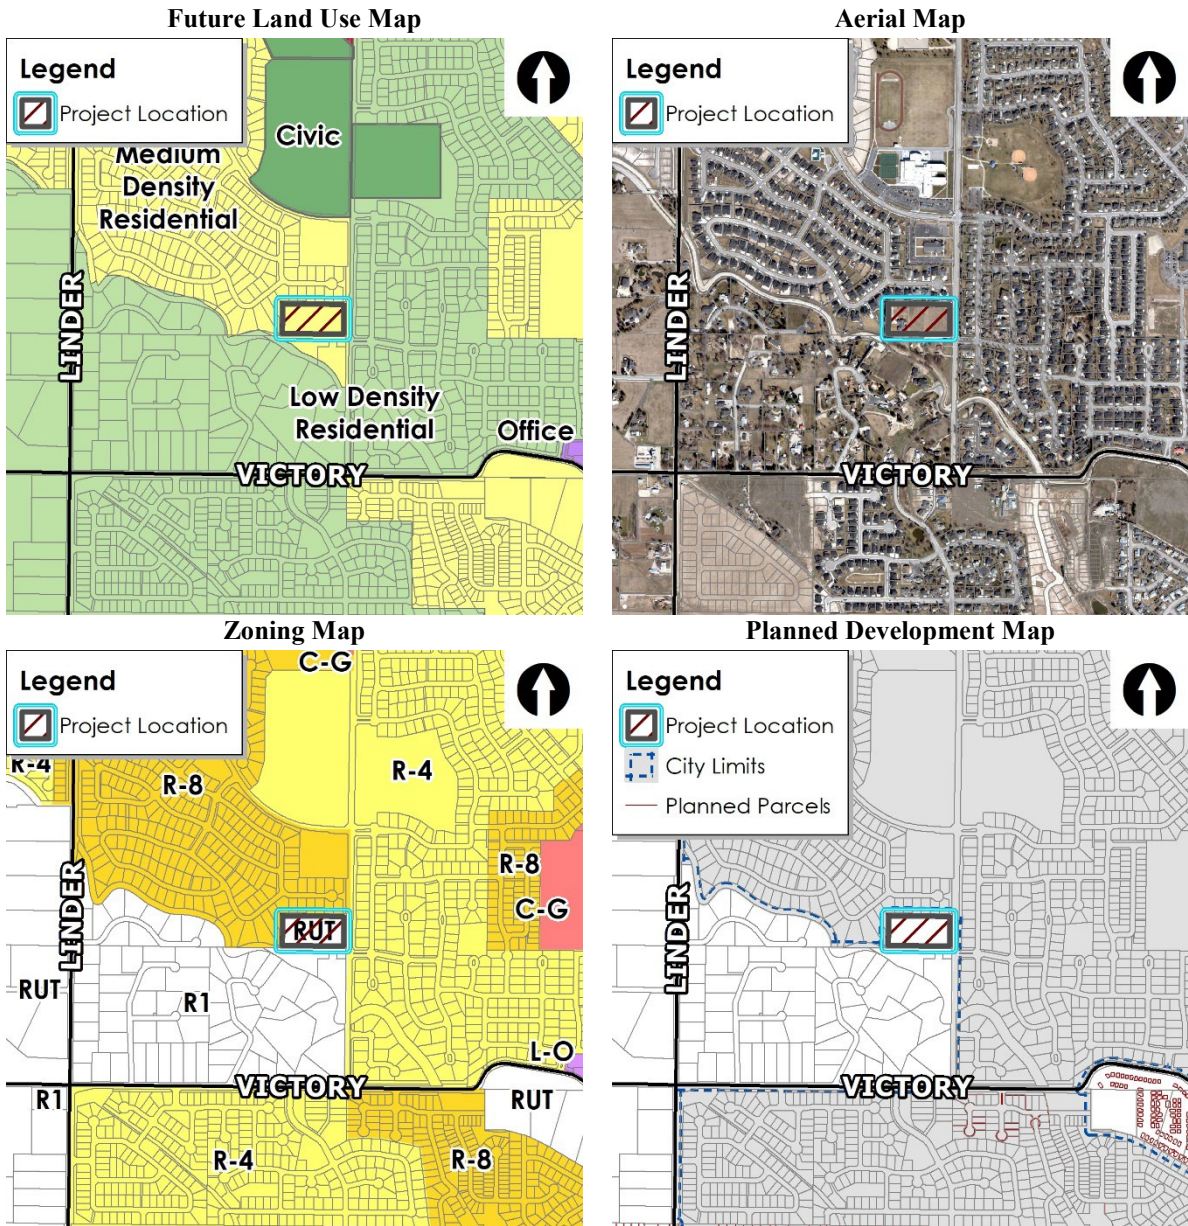 Future Land Use Map
Legend
Project Location
Civic
Medium
Density
Residential
LINDER
Low Density
Residential
Office
VICTORY
Aerial Map
Legend
Project Location
LINDER
VICTORY
Zoning Map
Legend
Project Location
C-G
R-4
R-8
R-4
R-8
C-G
LINDER
RUT
RUT
R1
L-O
VICTORY
R1
RUT
R-4
R-8
Planned Development Map
Legend
Project Location
City Limits
Planned Parcels
LINDER
VICTORY